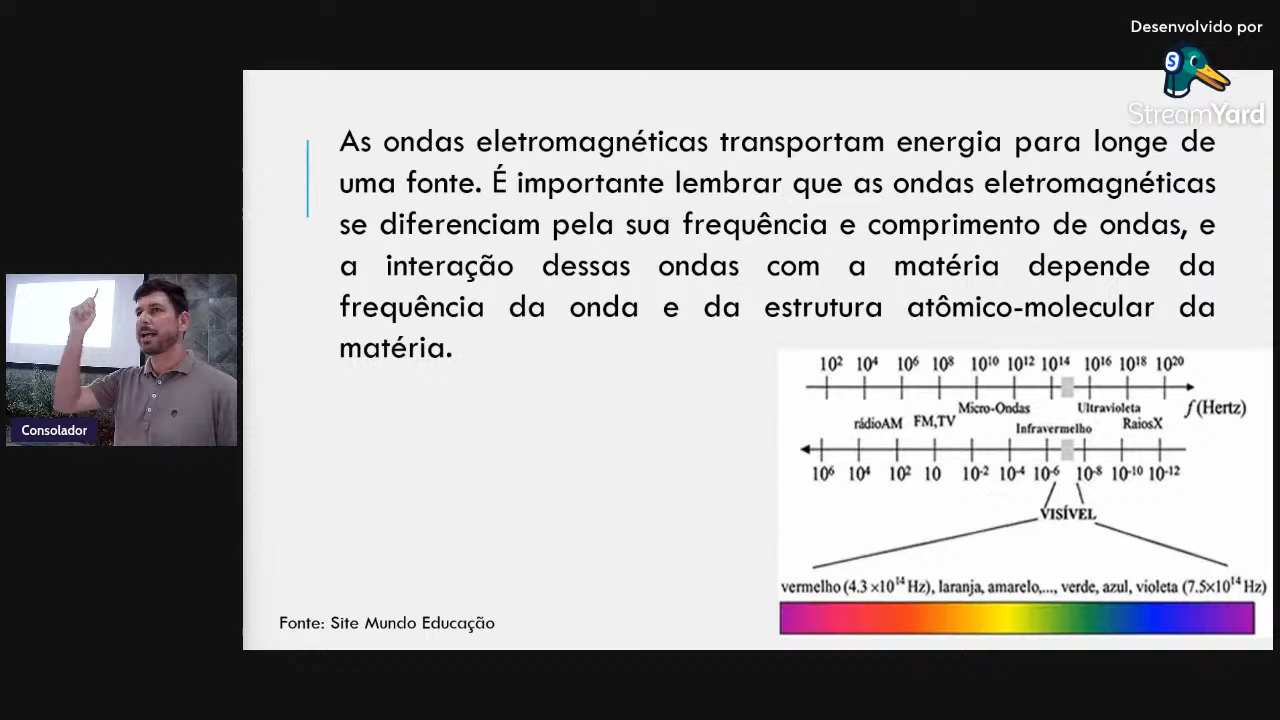 Desenvolvido por
StreamYard
As ondas eletromagnéticas transportam energia para longe de
uma fonte. É importante lembrar que as ondas eletromagnéticas
se diferenciam pela sua frequência e comprimento de ondas, e
a interação dessas ondas com a matéria depende da
frequência da onda e da estrutura atômico-molecular da
matéria.
10² 10⁴ 10⁶ 10⁸ 10¹⁰ 10¹² 10¹⁴ 10¹⁶ 10¹⁸ 10²⁰
Micro-Ondas Ultravioleta f(Hertz)
rádioAM FM,TV Infravermelho RaiosX
10⁶ 10⁴ 10² 10 10⁻² 10⁻⁴ 10⁻⁶ 10⁻⁸ 10⁻¹⁰ 10⁻¹²
VISÍVEL
vermelho (4.3 ×10¹⁴ Hz), laranja, amarelo,..., verde, azul, violeta (7.5×10¹⁴ Hz)
Consolador
Fonte: Site Mundo Educação